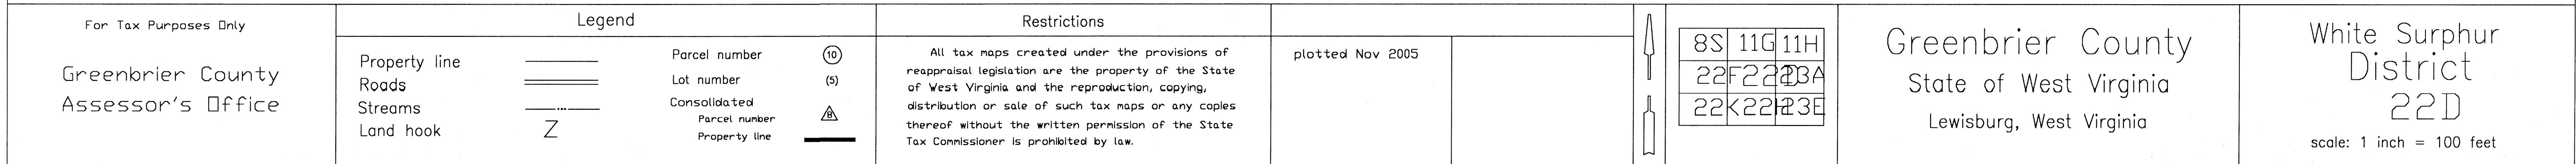 For Tax Purposes Only
Greenbrier County
Assessor's Office
Legend
Property line
Roads
Streams
Land hook Z
Parcel number 10
Lot number (5)
Consolidated
Parcel number 8
Property line
Restrictions
All tax maps created under the provisions of
reappraisal legislation are the property of the State
of West Virginia and the reproduction, copying,
distribution or sale of such tax maps or any copies
thereof without the written permission of the State
Tax Commissioner is prohibited by law.
plotted Nov 2005
8S 11G 11H
22F 22D 23A
22K 22H 23E
Greenbrier County
State of West Virginia
Lewisburg, West Virginia
White Surphur
District
22D
scale: 1 inch = 100 feet